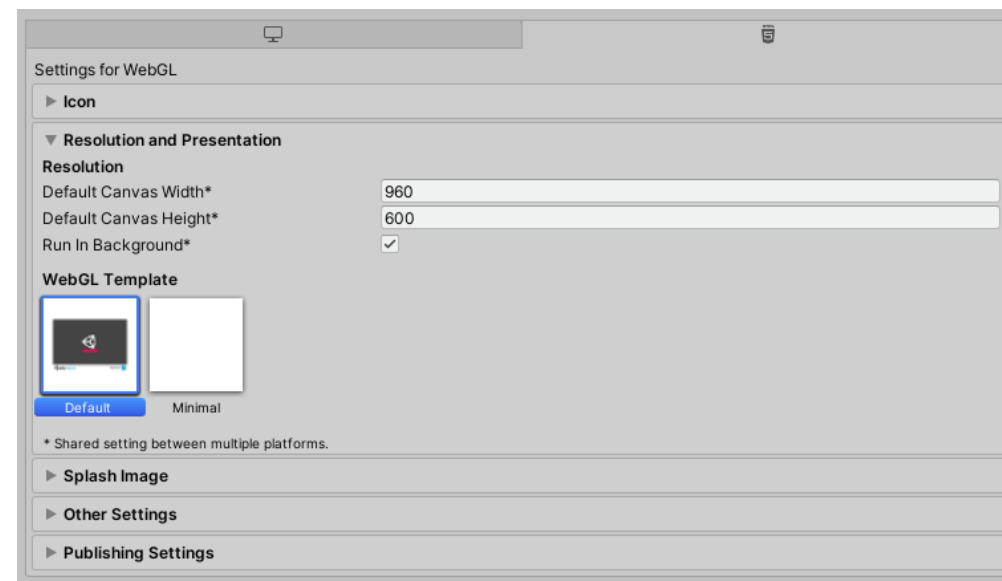 Settings for WebGL
Icon
Resolution and Presentation
Resolution
Default Canvas Width* 960
Default Canvas Height* 600
Run In Background*
WebGL Template
Default Minimal
* Shared setting between multiple platforms.
Splash Image
Other Settings
Publishing Settings